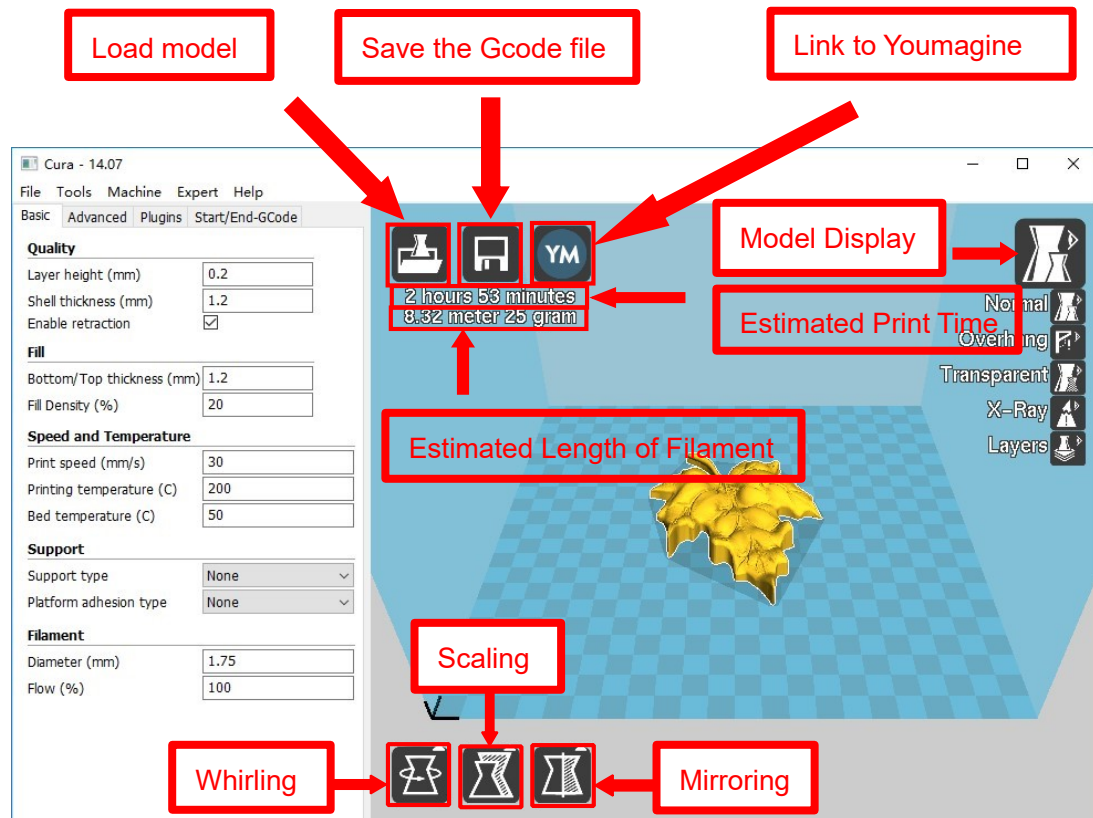 Load model
Save the Gcode file
Link to Youmagine
Cura - 14.07
File Tools Machine Expert Help
Basic Advanced Plugins Start/End-GCode
Quality
Layer height (mm) 0.2
Shell thickness (mm) 1.2
Enable retraction
Fill
Bottom/Top thickness (mm) 1.2
Fill Density (%) 20
Speed and Temperature
Print speed (mm/s) 30
Printing temperature (C) 200
Bed temperature (C) 50
Support
Support type None
Platform adhesion type None
Filament
Diameter (mm) 1.75
Flow (%) 100
YM
2 hours 53 minutes
8.32 meter 25 gram
Model Display
Estimated Print Time
Normal
Overhang
Transparent
X-Ray
Layers
Estimated Length of Filament
Scaling
Whirling
Mirroring